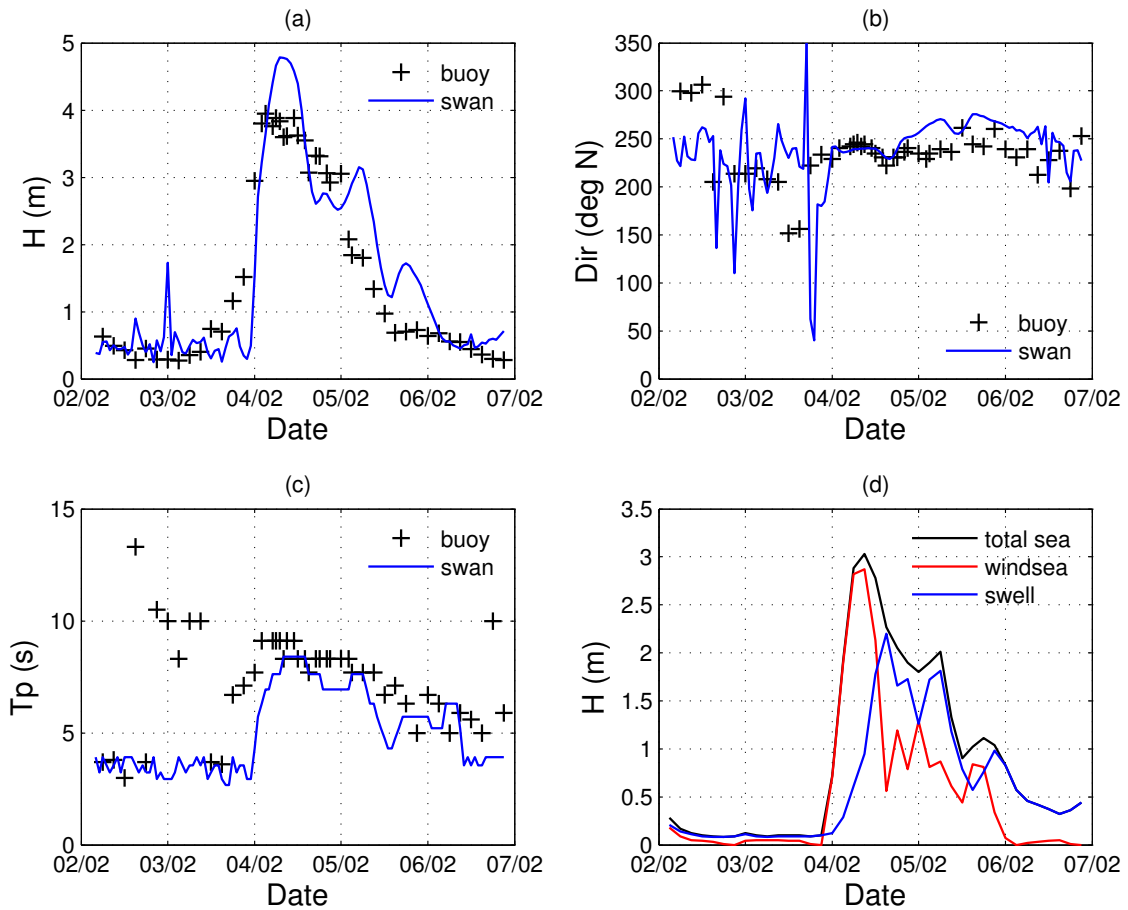 (a)
H (m)
5
4
3
2
1
0
buoy
swan
02/02 03/02 04/02 05/02 06/02 07/02
Date
(b)
Dir (deg N)
350
300
250
200
150
100
50
0
buoy
swan
02/02 03/02 04/02 05/02 06/02 07/02
Date
(c)
Tp (s)
15
10
5
0
buoy
swan
02/02 03/02 04/02 05/02 06/02 07/02
Date
(d)
H (m)
3.5
3
2.5
2
1.5
1
0.5
0
total sea
windsea
swell
02/02 03/02 04/02 05/02 06/02 07/02
Date